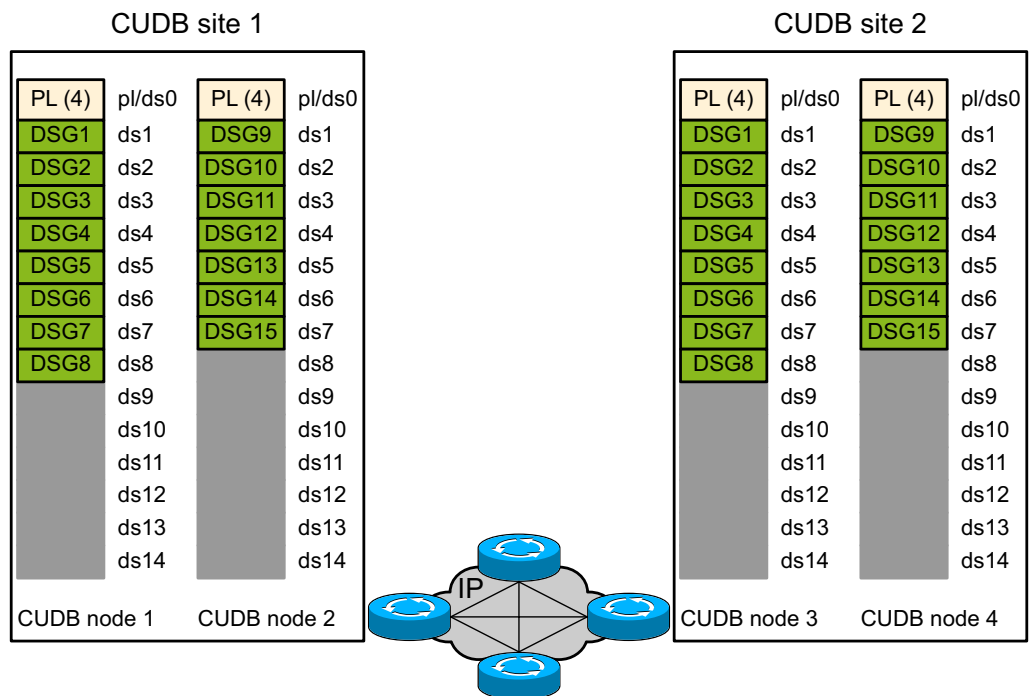 CUDB site 1 CUDB site 2
PL (4) pl/ds0 PL (4) pl/ds0 PL (4) pl/ds0 PL (4) pl/ds0
DSG1 ds1 DSG9 ds1 DSG1 ds1 DSG9 ds1
DSG2 ds2 DSG10 ds2 DSG2 ds2 DSG10 ds2
DSG3 ds3 DSG11 ds3 DSG3 ds3 DSG11 ds3
DSG4 ds4 DSG12 ds4 DSG4 ds4 DSG12 ds4
DSG5 ds5 DSG13 ds5 DSG5 ds5 DSG13 ds5
DSG6 ds6 DSG14 ds6 DSG6 ds6 DSG14 ds6
DSG7 ds7 DSG15 ds7 DSG7 ds7 DSG15 ds7
DSG8 ds8 ds8 DSG8 ds8 ds8
ds9 ds9 ds9 ds9
ds10 ds10 ds10 ds10
ds11 ds11 ds11 ds11
ds12 ds12 ds12 ds12
ds13 ds13 ds13 ds13
ds14 ds14 ds14 ds14
IP
CUDB node 1 CUDB node 2 CUDB node 3 CUDB node 4